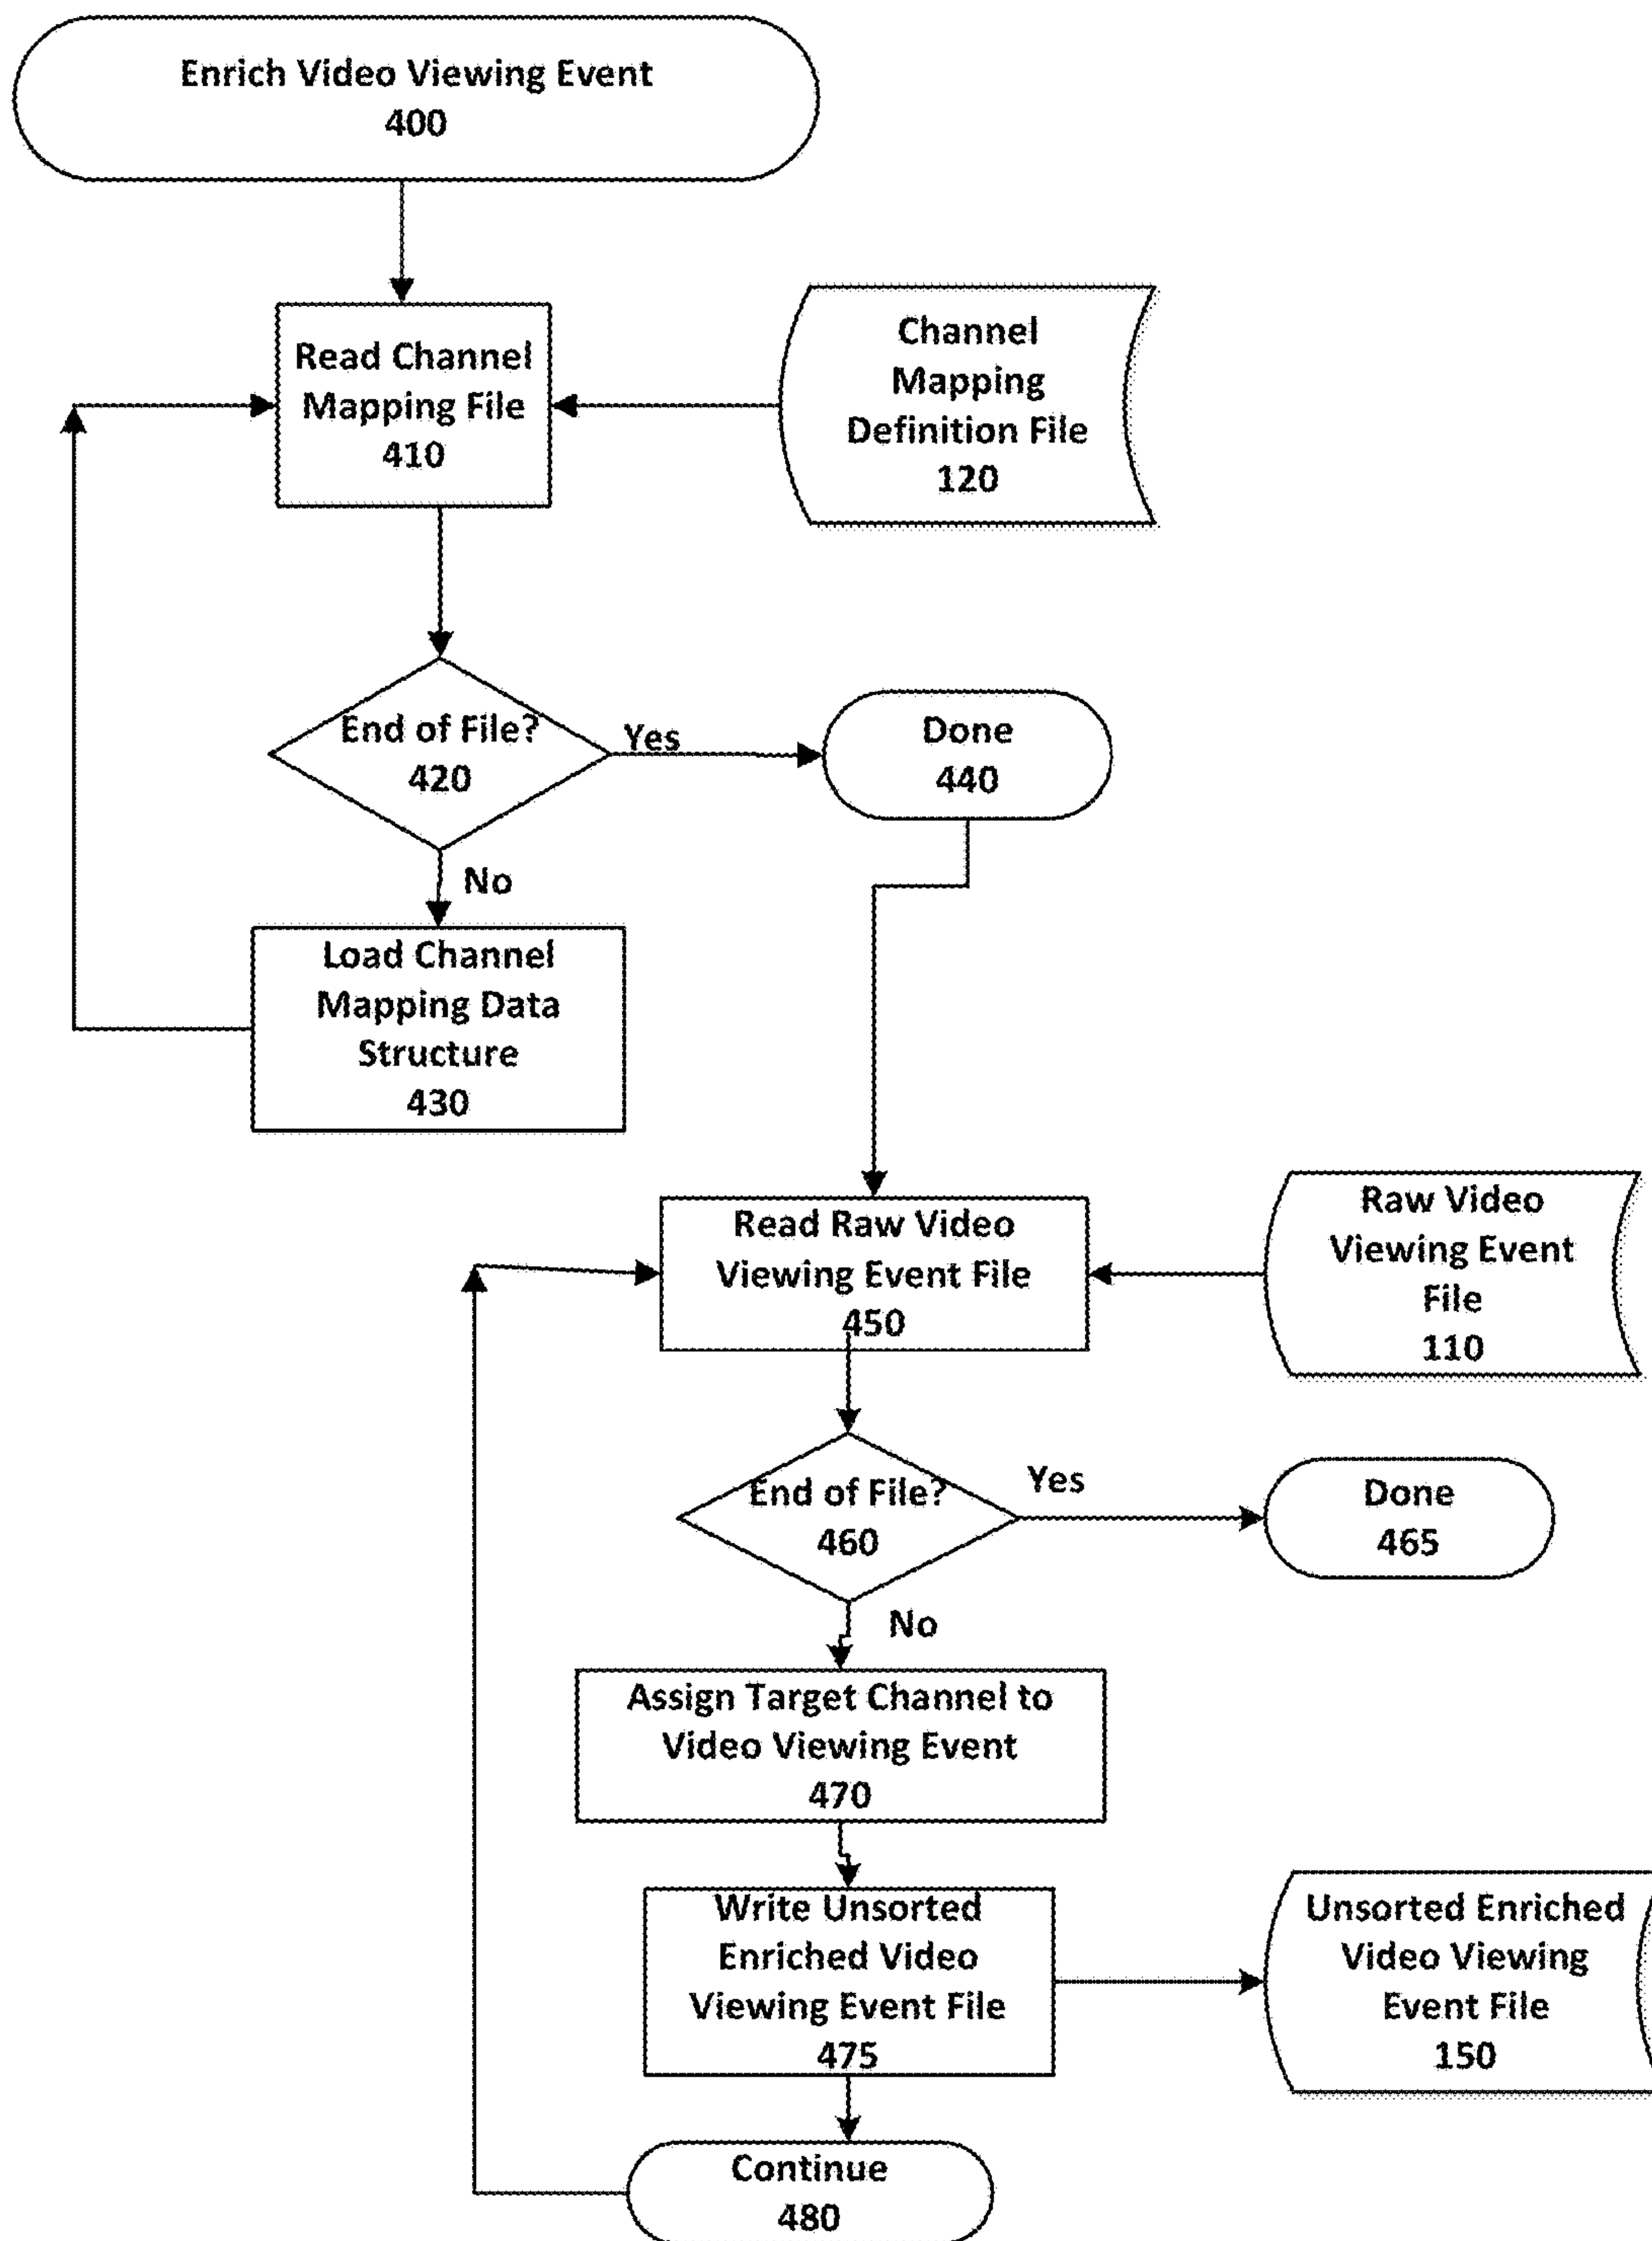 Enrich Video Viewing Event
400
Read Channel
Mapping File
410
Channel
Mapping
Definition File
120
End of File?
420
Yes
Done
440
No
Load Channel
Mapping Data
Structure
430
Read Raw Video
Viewing Event File
450
Raw Video
Viewing Event
File
110
End of File?
460
Yes
Done
465
No
Assign Target Channel to
Video Viewing Event
470
Write Unsorted
Enriched Video
Viewing Event File
475
Unsorted Enriched
Video Viewing
Event File
150
Continue
480